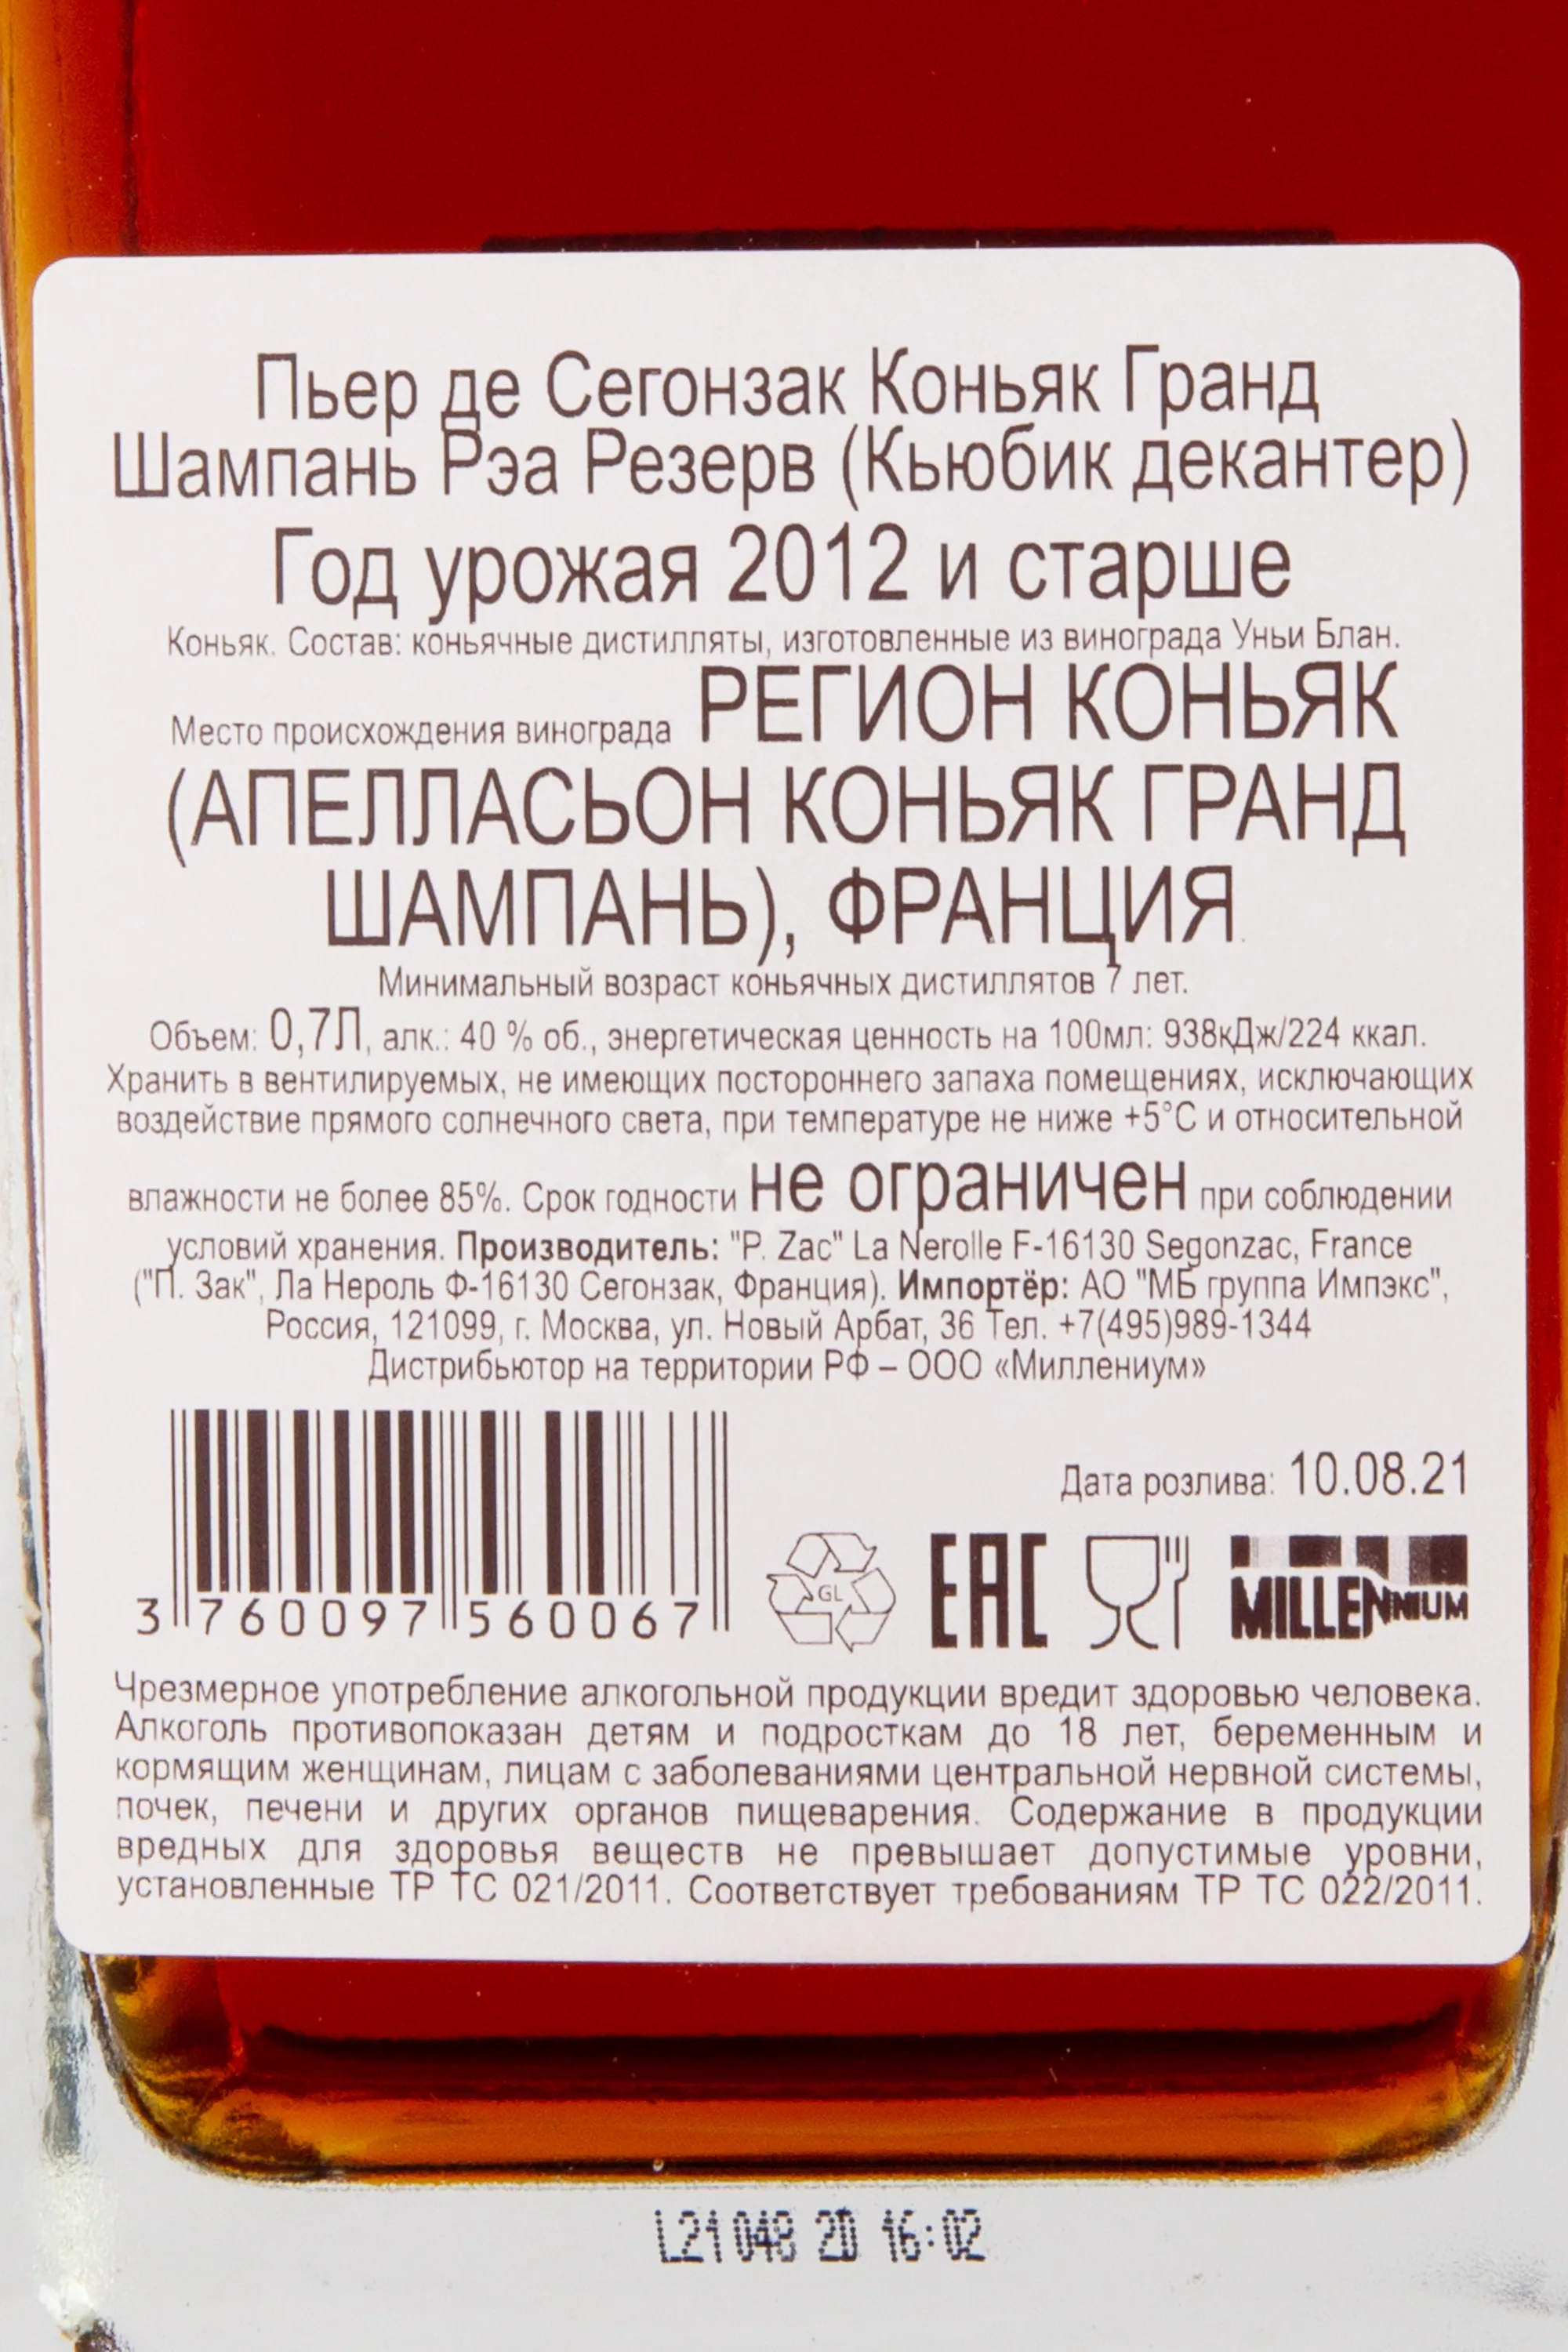 Пьер де Сегонзак Коньяк Гранд
Шампань Рэа Резерв (Кьюбик декантер)
Год урожая 2012 и старше
Коньяк. Состав: коньячные дистилляты, изготовленные из винограда Уньи Блан.
Место происхождения винограда РЕГИОН КОНЬЯК
(АПЕЛЛАСЬОН КОНЬЯК ГРАНД
ШАМПАНЬ), ФРАНЦИЯ.
Минимальный возраст коньячных дистиллятов 7 лет.
Объем: 0,7Л, алк.: 40 % об., энергетическая ценность на 100мл: 938кДж/224 ккал.
Хранить в вентилируемых, не имеющих постороннего запаха помещениях, исключающих
воздействие прямого солнечного света, при температуре не ниже +5°С и относительной
влажности не более 85%. Срок годности не ограничен при соблюдении
условий хранения. Производитель: "P. Zac" La Nerolle F-16130 Segonzac, France
("П. Зак", Ла Нероль Ф-16130 Сегонзак, Франция). Импортёр: АО "МБ группа Импэкс",
Россия, 121099, г. Москва, ул. Новый Арбат, 36 Тел. +7(495)989-1344
Дистрибьютор на территории РФ – ООО «Миллениум»
Дата розлива: 10.08.21
3 760097 560067
GL
EAC
MILLENNIUM
Чрезмерное употребление алкогольной продукции вредит здоровью человека.
Алкоголь противопоказан детям и подросткам до 18 лет, беременным и
кормящим женщинам, лицам с заболеваниями центральной нервной системы,
почек, печени и других органов пищеварения. Содержание в продукции
вредных для здоровья веществ не превышает допустимые уровни,
установленные ТР ТС 021/2011. Соответствует требованиям ТР ТС 022/2011.
L21 048 20 16:02